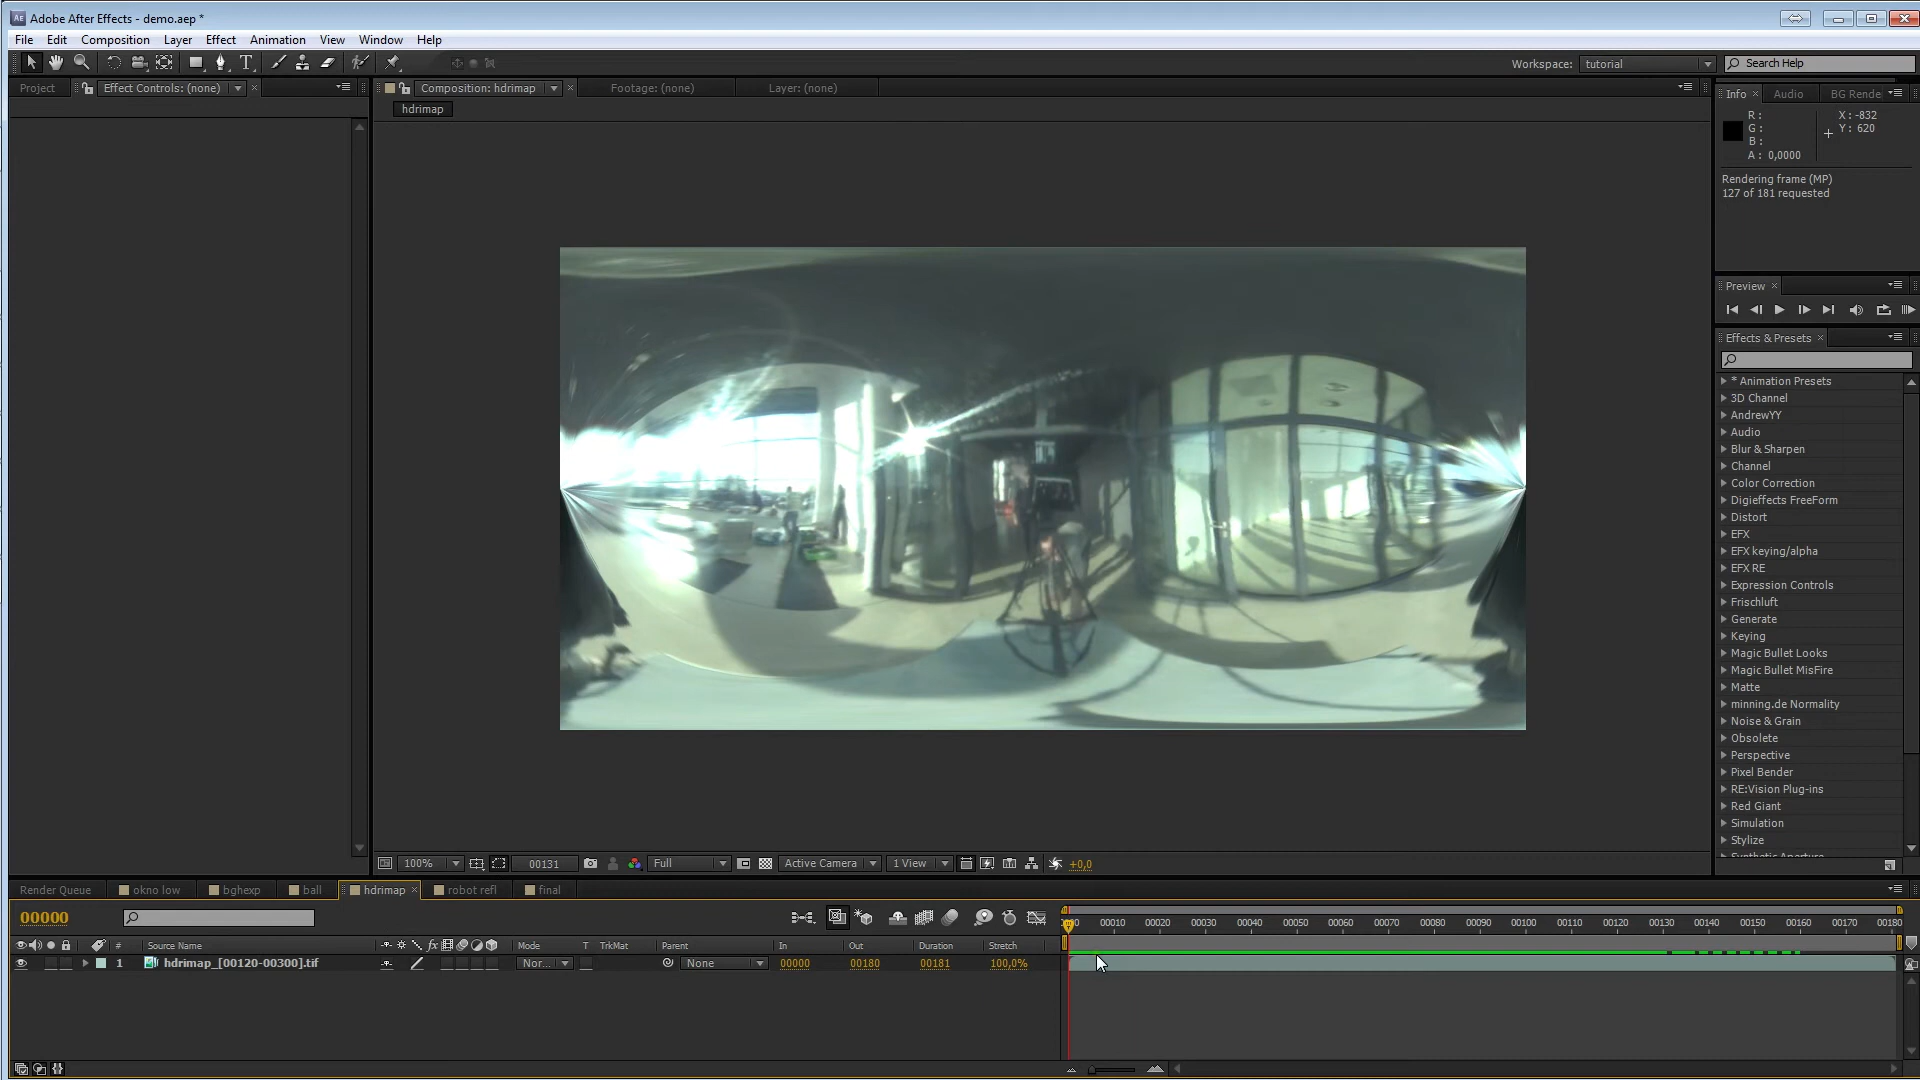 Adobe After Effects - demo.aep *
File Edit Composition Layer Effect Animation View Window Help
Workspace: tutorial Search Help
Project Effect Controls: (none) Composition: hdrimap Footage: (none) Layer: (none)
hdrimap
Info Audio BG Rende
R :
G :
B :
A : 0,0000
X : -832
Y : 620
Rendering frame (MP)
127 of 181 requested
Preview
Effects & Presets
* Animation Presets
3D Channel
AndrewYY
Audio
Blur & Sharpen
Channel
Color Correction
Digieffects FreeForm
Distort
EFX
EFX keying/alpha
EFX RE
Expression Controls
Frischluft
Generate
Keying
Magic Bullet Looks
Magic Bullet MisFire
Matte
minning.de Normality
Noise & Grain
Obsolete
Perspective
Pixel Bender
RE:Vision Plug-ins
Red Giant
Simulation
Stylize
Synthetic Aperture
100% 00131 Full Active Camera 1 View +0,0
Render Queue okno low bghexp ball hdrimap robot refl final
00000
00010 00020 00030 00040 00050 00060 00070 00080 00090 00100 00110 00120 00130 00140 00150 00160 00170 00180
# Source Name fx Mode T TrkMat Parent In Out Duration Stretch
1 hdrimap_[00120-00300].tif Nor... None 00000 00180 00181 100,0%